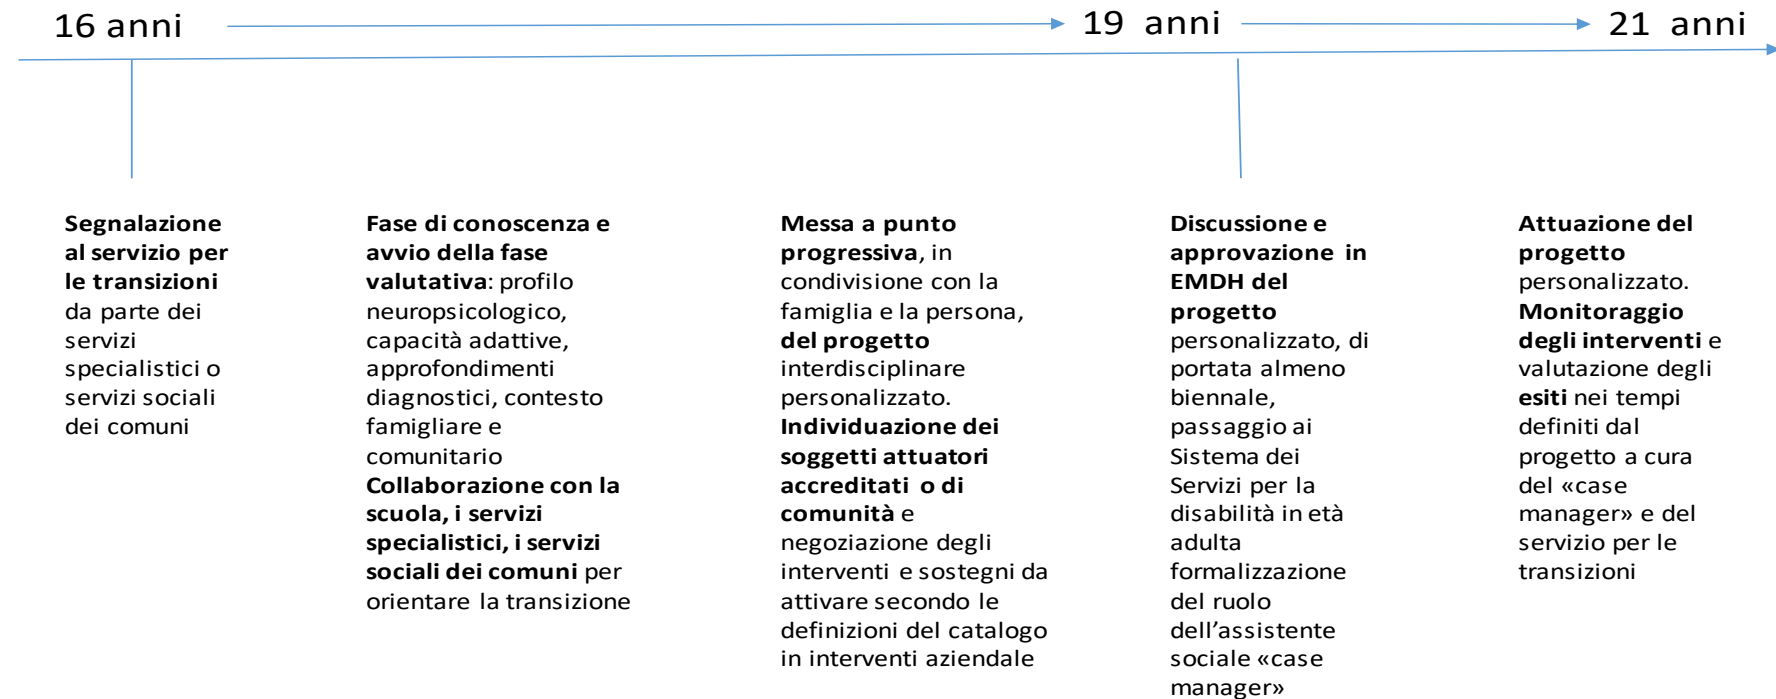 16 anni
19 anni
21 anni
Segnalazione
al servizio per
le transizioni
da parte dei
servizi
specialistici o
servizi sociali
dei comuni
Fase di conoscenza e
avvio della fase
valutativa: profilo
neuropsicologico,
capacità adattive,
approfondimenti
diagnostici, contesto
famigliare e
comunitario
Collaborazione con la
scuola, i servizi
specialistici, i servizi
sociali dei comuni per
orientare la transizione
Messa a punto
progressiva, in
condivisione con la
famiglia e la persona,
del progetto
interdisciplinare
personalizzato.
Individuazione dei
soggetti attuatori
accreditati o di
comunità e
negoziazione degli
interventi e sostegni da
attivare secondo le
definizioni del catalogo
in interventi aziendale
Discussione e
approvazione in
EMDH del
progetto
personalizzato, di
portata almeno
biennale,
passaggio ai
Sistema dei
Servizi per la
disabilità in età
adulta
formalizzazione
del ruolo
dell'assistente
sociale «case
manager»
Attuazione del
progetto
personalizzato.
Monitoraggio
degli interventi e
valutazione degli
esiti nei tempi
definiti dal
progetto a cura
del «case
manager» e del
servizio per le
transizioni